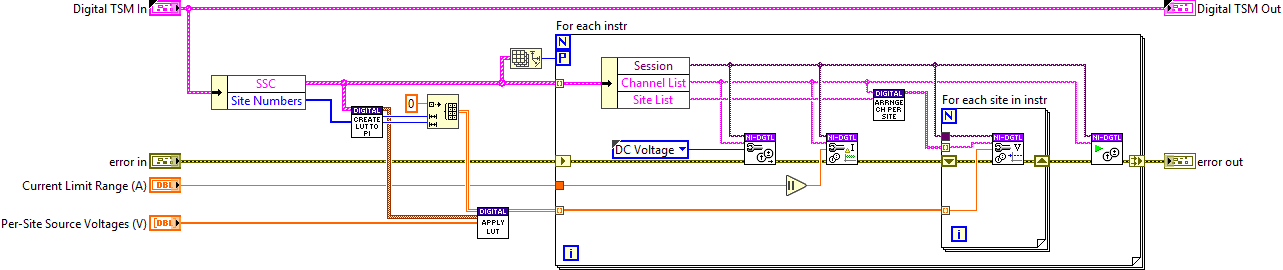 Digital TSM In
Digital TSM Out
For each instr
N
P
SSC
Site Numbers
Session
Channel List
Site List
DIGITAL
CREATE
LUT TO
PI
0
DIGITAL
ARRNGE
CH PER
SITE
For each site in instr
N
NI-DGTL
NI-DGTL
NI-DGTL
NI-DGTL
DC Voltage
error in
error out
Current Limit Range (A)
DBL
Per-Site Source Voltages (V)
[DBL]
DIGITAL
APPLY
LUT
i
i